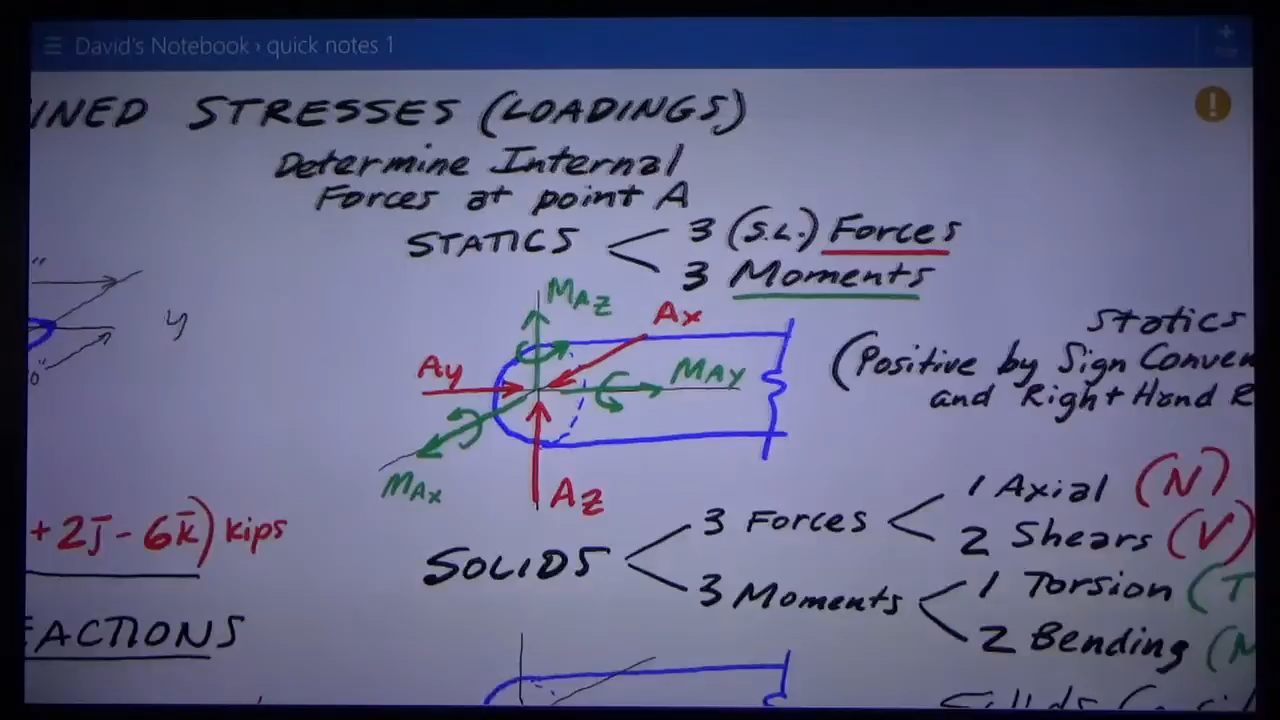 David's Notebook › quick notes 1
INED STRESSES (LOADINGS)
Determine Internal
Forces at point A
STATICS < 3 (S.L.) Forces
3 Moments
MAZ
Ax
Ay
MAY
y
MAX
AZ
Statics
(Positive by Sign Conven
and Right Hand R
+ 2j - 6k) kips
SOLIDS < 3 Forces < 1 Axial (N)
2 Shears (V)
3 Moments < 1 Torsion (T
2 Bending (M
EACTIONS